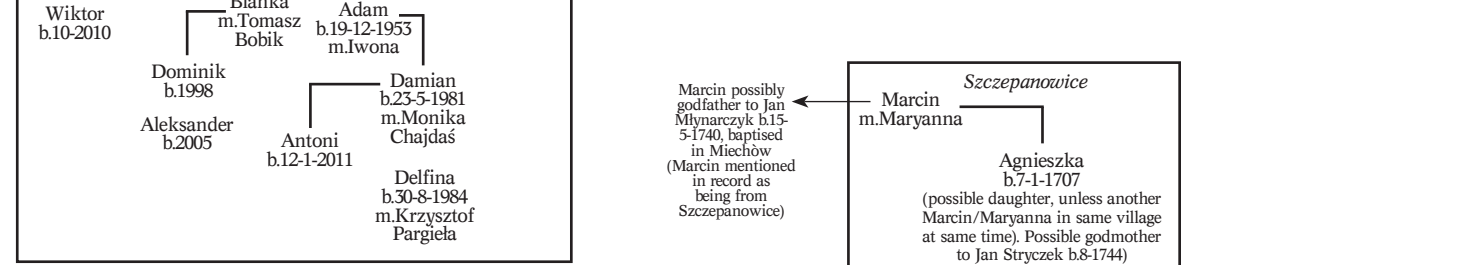 Wiktor
b.10-2010
Bianka
m.Tomasz
Bobik
Adam
b.19-12-1953
m.Iwona
Dominik
b.1998
Aleksander
b.2005
Damian
b.23-5-1981
m.Monika
Chajdaś
Antoni
b.12-1-2011
Delfina
b.30-8-1984
m.Krzysztof
Pargieła
Marcin possibly
godfather to Jan
Młynarczyk b.15-
5-1740, baptised
in Miechòw
(Marcin mentioned
in record as
being from
Szczepanowice)
Szczepanowice
Marcin
m.Maryanna
Agnieszka
b.7-1-1707
(possible daughter, unless another
Marcin/Maryanna in same village
at same time). Possible godmother
to Jan Stryczek b.8-1744)